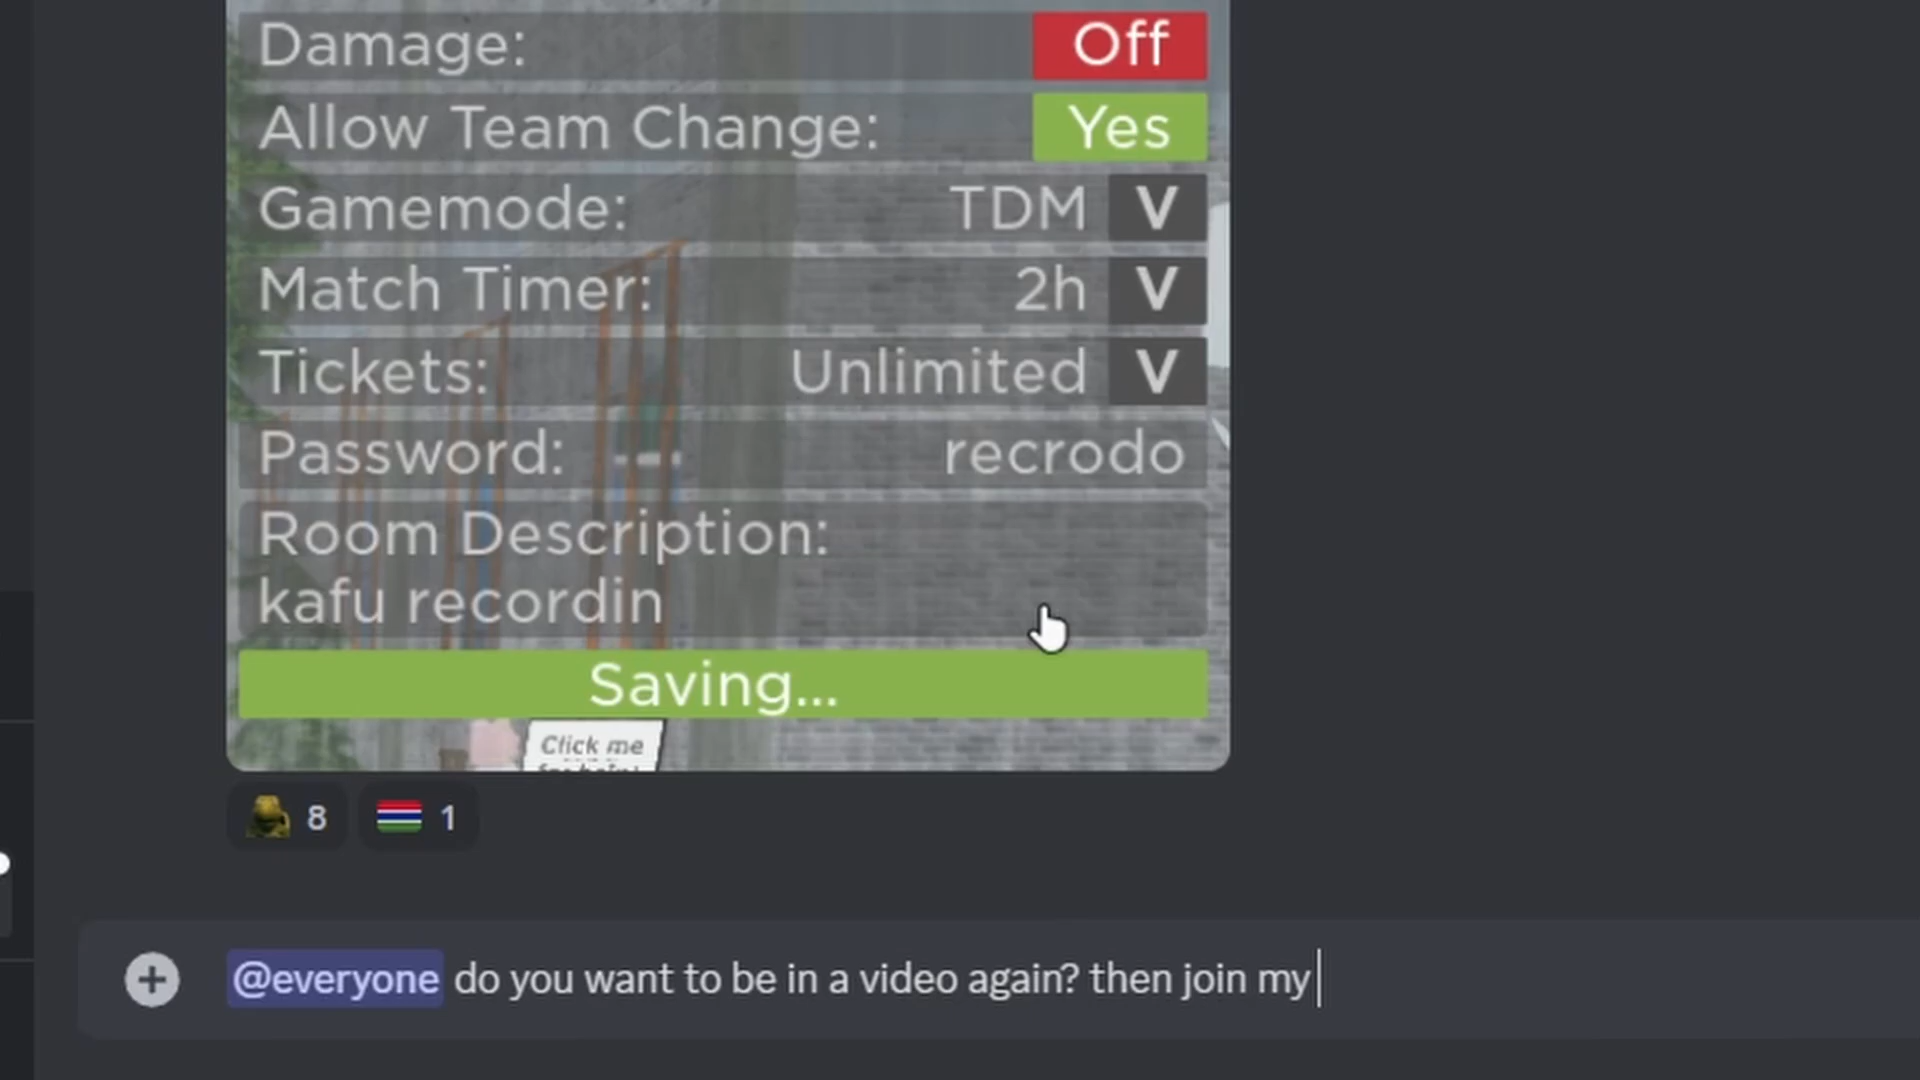 Damage: Off
Allow Team Change: Yes
Gamemode: TDM V
Match Timer: 2h V
Tickets: Unlimited V
Password: recrodo
Room Description:
kafu recordin
Saving...
Click me
8 1
@everyone do you want to be in a video again? then join my